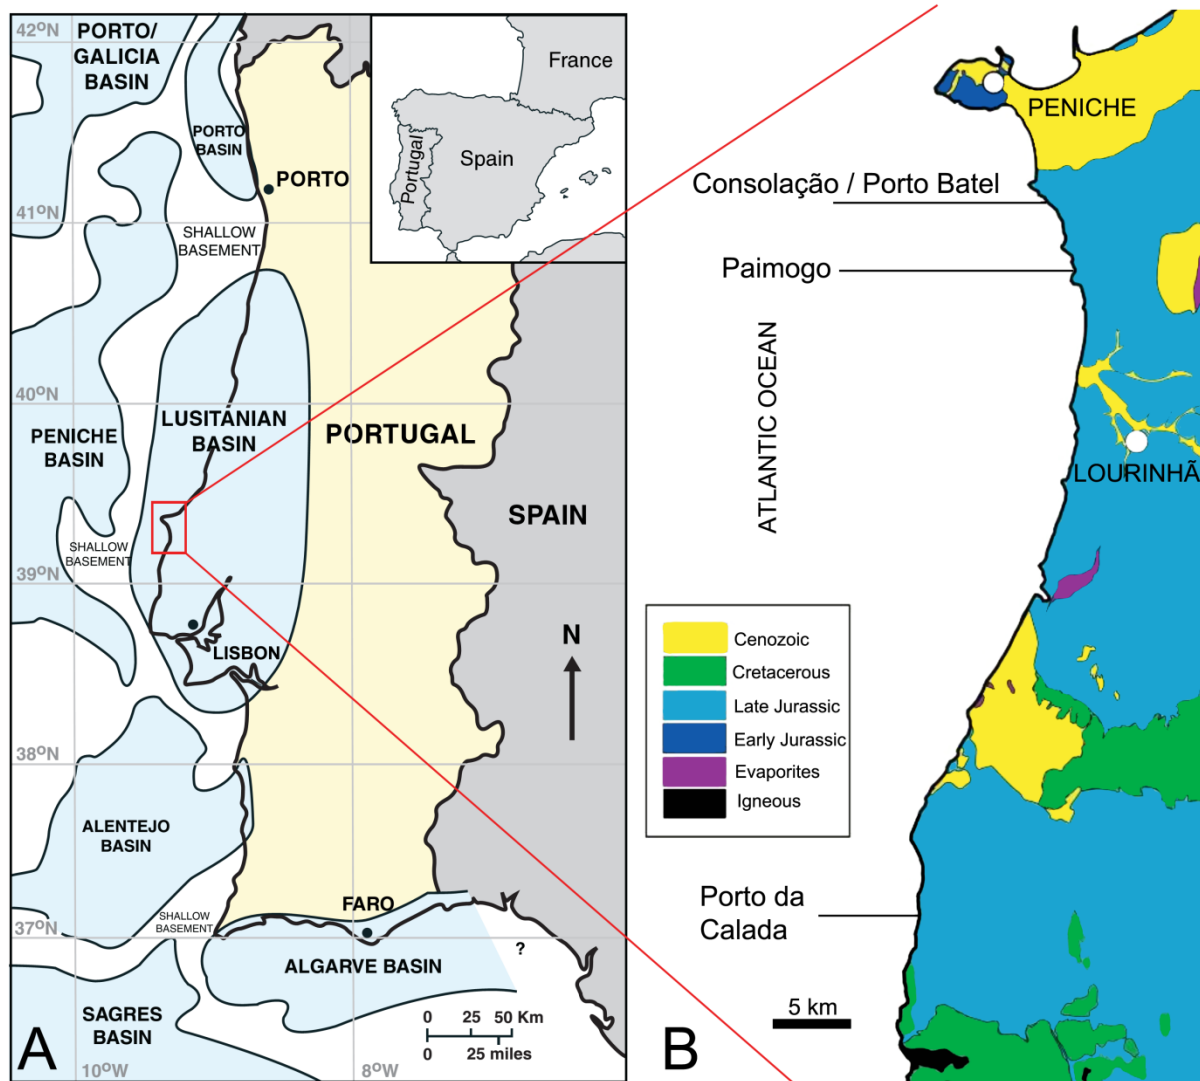 42ºN
PORTO/
GALICIA
BASIN
PORTO
BASIN
PORTO
41ºN
SHALLOW
BASEMENT
France
Spain
Portugal
40ºN
LUSITANIAN
BASIN
PORTUGAL
PENICHE
BASIN
SPAIN
SHALLOW
BASEMENT
39ºN
LISBON
N
38ºN
ALENTEJO
BASIN
FARO
SHALLOW
BASEMENT
37ºN
?
ALGARVE BASIN
SAGRES
BASIN
0 25 50 Km
0 25 miles
A
10ºW
8ºW
PENICHE
Consolação / Porto Batel
Paimogo
ATLANTIC OCEAN
LOURINHÃ
Cenozoic
Cretacerous
Late Jurassic
Early Jurassic
Evaporites
Igneous
Porto da
Calada
5 km
B